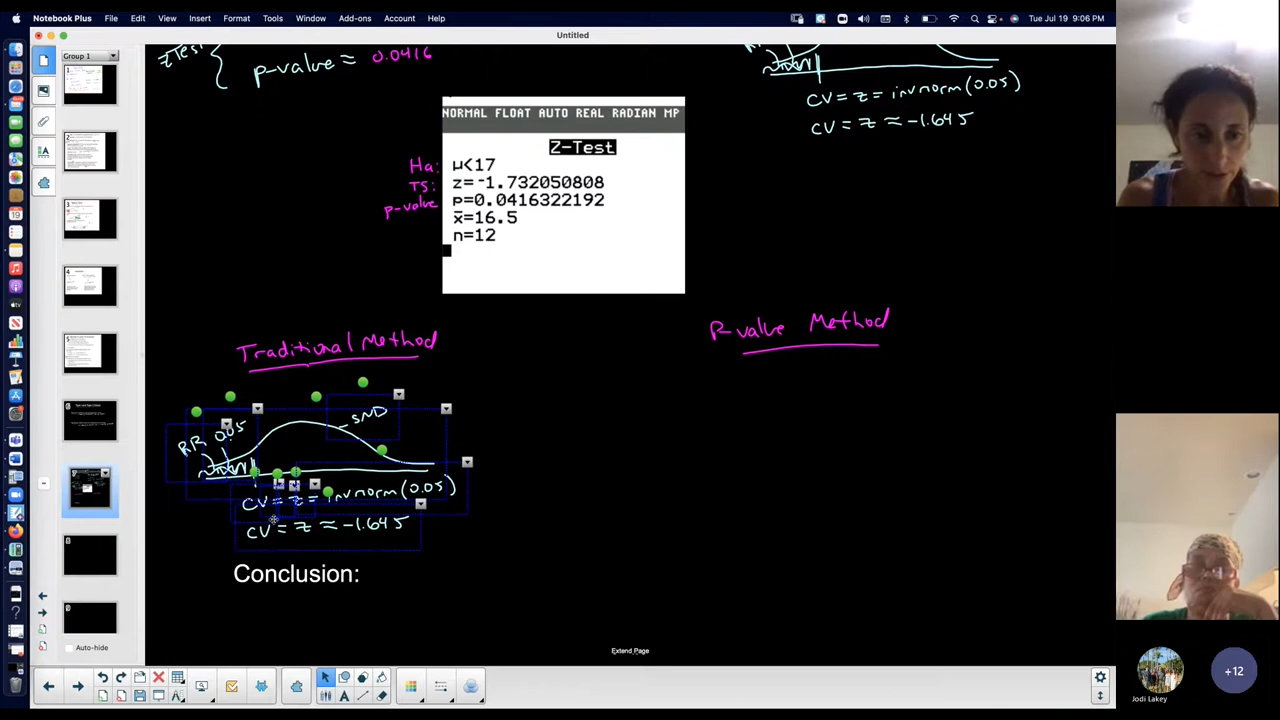 Notebook Plus File Edit View Insert Format Tools Window Add-ons Account Help
Tue Jul 19 9:06 PM
Untitled
Group 1
zTest
p-value = 0.0416
CV = z = invnorm(0.05)
CV = z ≈ -1.645
NORMAL FLOAT AUTO REAL RADIAN MP
Z-Test
Ha: μ<17
TS: z=-1.732050808
p-value p=0.0416322192
x̄=16.5
n=12
Traditional Method
P-value Method
SND
RR 0.05
CV = z = invnorm(0.05)
CV = z ≈ -1.645
Conclusion:
Extend Page
Auto-hide
Jodi Lakey
+12